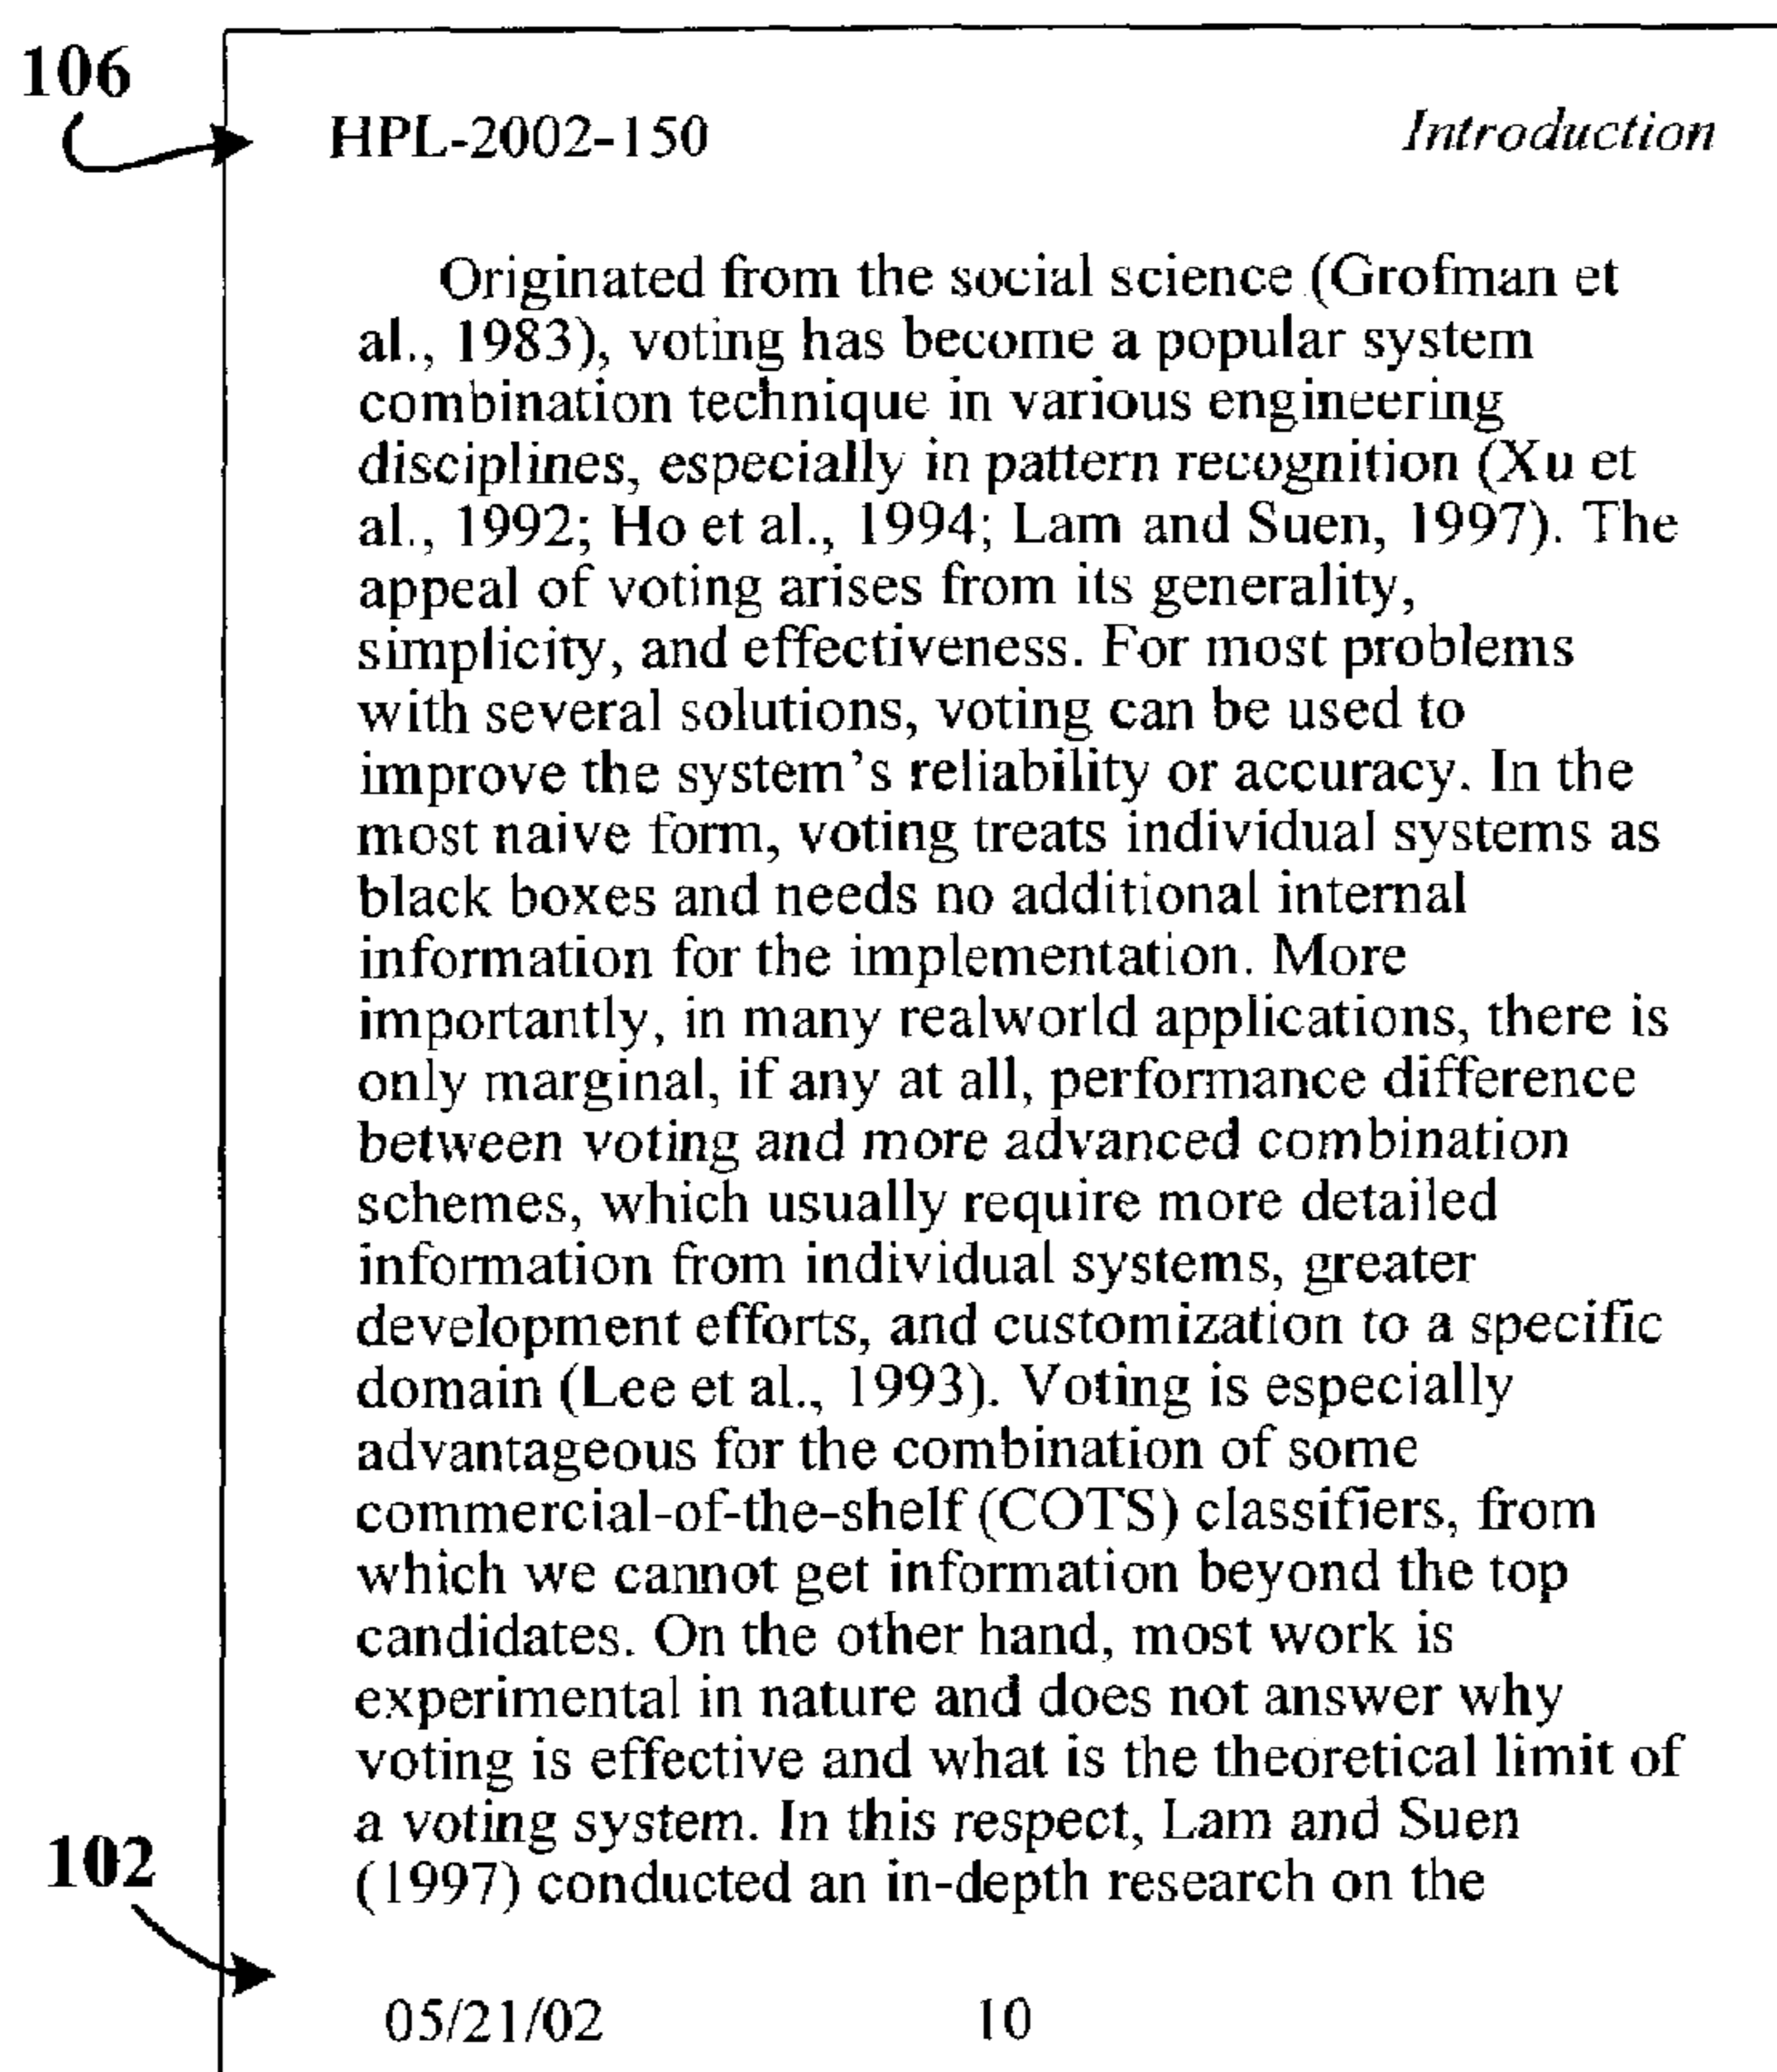 106
HPL-2002-150 Introduction
Originated from the social science (Grofman et
al., 1983), voting has become a popular system
combination technique in various engineering
disciplines, especially in pattern recognition (Xu et
al., 1992; Ho et al., 1994; Lam and Suen, 1997). The
appeal of voting arises from its generality,
simplicity, and effectiveness. For most problems
with several solutions, voting can be used to
improve the system's reliability or accuracy. In the
most naive form, voting treats individual systems as
black boxes and needs no additional internal
information for the implementation. More
importantly, in many realworld applications, there is
only marginal, if any at all, performance difference
between voting and more advanced combination
schemes, which usually require more detailed
information from individual systems, greater
development efforts, and customization to a specific
domain (Lee et al., 1993). Voting is especially
advantageous for the combination of some
commercial-of-the-shelf (COTS) classifiers, from
which we cannot get information beyond the top
candidates. On the other hand, most work is
experimental in nature and does not answer why
voting is effective and what is the theoretical limit of
a voting system. In this respect, Lam and Suen
(1997) conducted an in-depth research on the
102
05/21/02 10